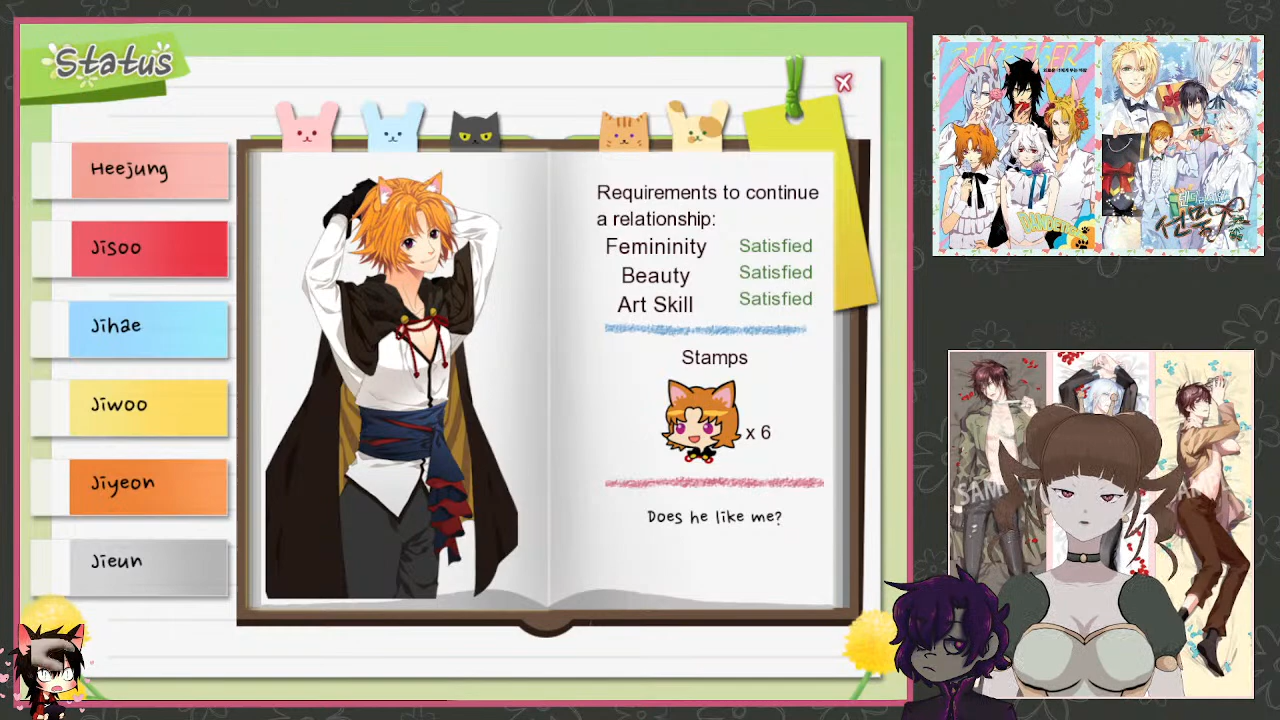 Status
Heejung
Jisoo
Jihae
Jiwoo
Jiyeon
Jieun
Requirements to continue
a relationship:
Femininity Satisfied
Beauty Satisfied
Art Skill Satisfied
Stamps
x 6
Does he like me?